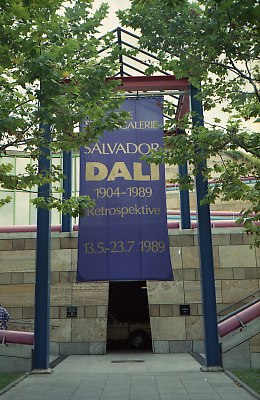 GALERIE
SALVADOR
DALI
1904-1989
Retrospektive
13.5.-23.7 1989